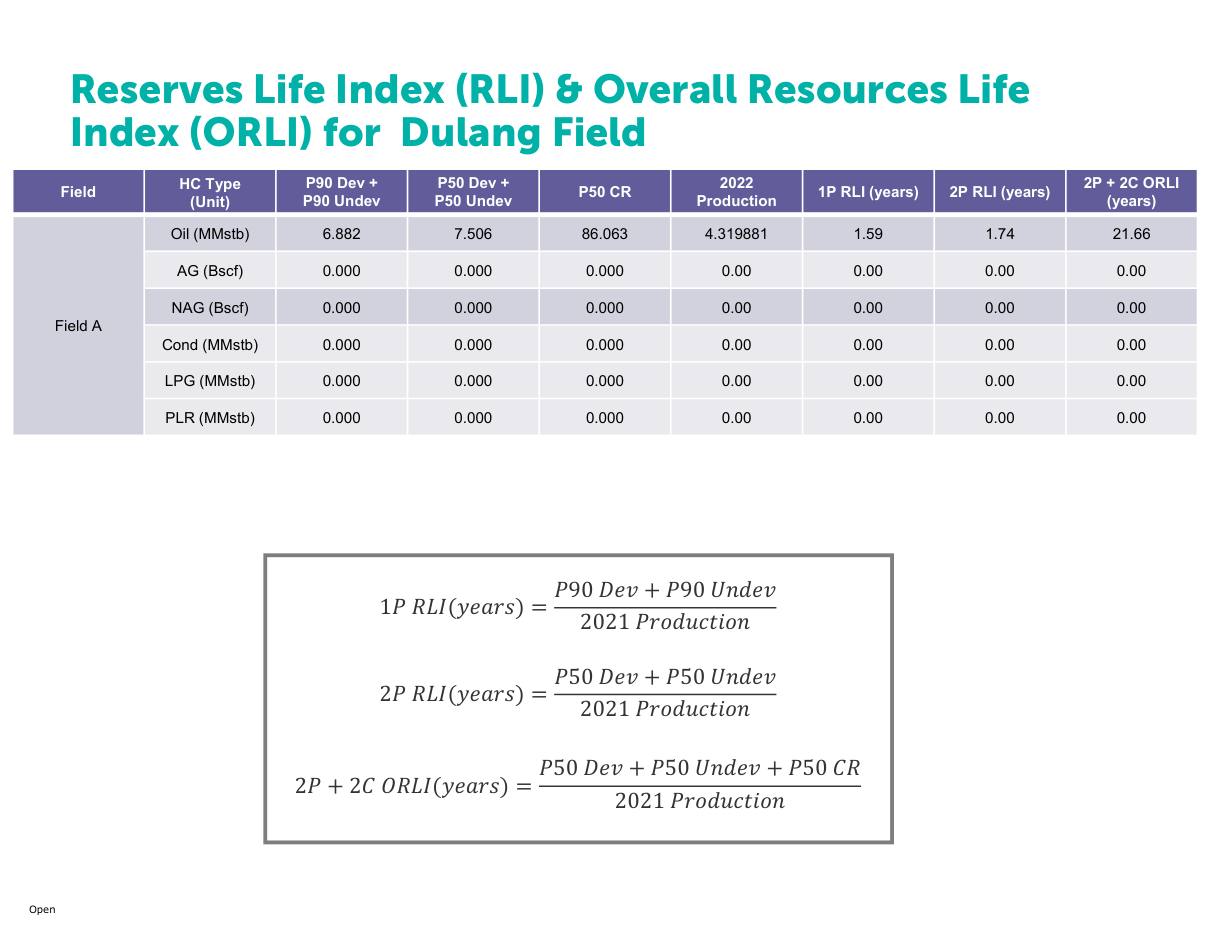 Reserves Life Index (RLI) & Overall Resources Life
Index (ORLI) for  Dulang Field
Field | HC Type (Unit) | P90 Dev + P90 Undev | P50 Dev + P50 Undev | P50 CR | 2022 Production | 1P RLI (years) | 2P RLI (years) | 2P + 2C ORLI (years)
Field A | Oil (MMstb) | 6.882 | 7.506 | 86.063 | 4.319881 | 1.59 | 1.74 | 21.66
AG (Bscf) | 0.000 | 0.000 | 0.000 | 0.00 | 0.00 | 0.00 | 0.00
NAG (Bscf) | 0.000 | 0.000 | 0.000 | 0.00 | 0.00 | 0.00 | 0.00
Cond (MMstb) | 0.000 | 0.000 | 0.000 | 0.00 | 0.00 | 0.00 | 0.00
LPG (MMstb) | 0.000 | 0.000 | 0.000 | 0.00 | 0.00 | 0.00 | 0.00
PLR (MMstb) | 0.000 | 0.000 | 0.000 | 0.00 | 0.00 | 0.00 | 0.00
P90 Dev + P90 Undev
1P RLI(years) =
2021 Production
P50 Dev + P50 Undev
2P RLI(years) =
2021 Production
P50 Dev + P50 Undev + P50 CR
2P + 2C ORLI(years) =
2021 Production
Open